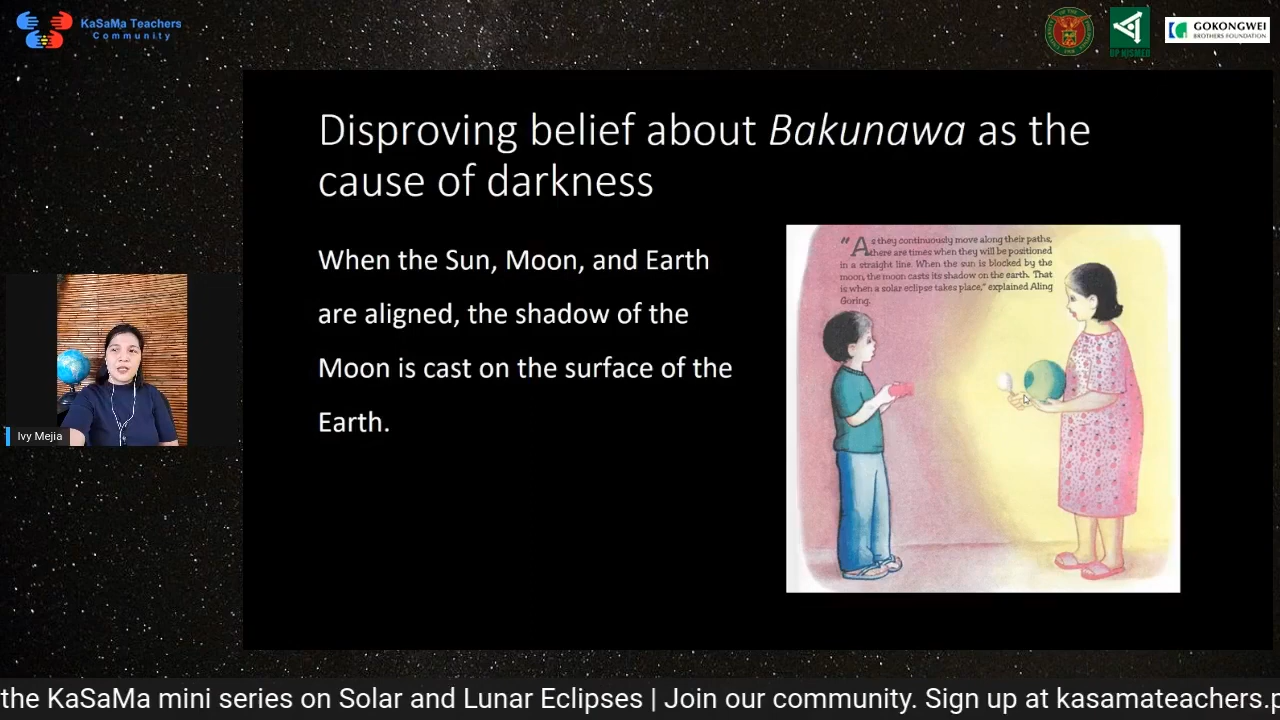 KaSaMa Teachers
Community
UP NISMED
GOKONGWEI
BROTHERS FOUNDATION
Disproving belief about Bakunawa as the
cause of darkness
When the Sun, Moon, and Earth
are aligned, the shadow of the
Moon is cast on the surface of the
Earth.
"As they continuously move along their paths,
there are times when they will be positioned
in a straight line. When the sun is blocked by the
moon, the moon casts its shadow on the earth. That
is when a solar eclipse takes place," explained Aling
Goring.
Ivy Mejia
the KaSaMa mini series on Solar and Lunar Eclipses | Join our community. Sign up at kasamateachers.p